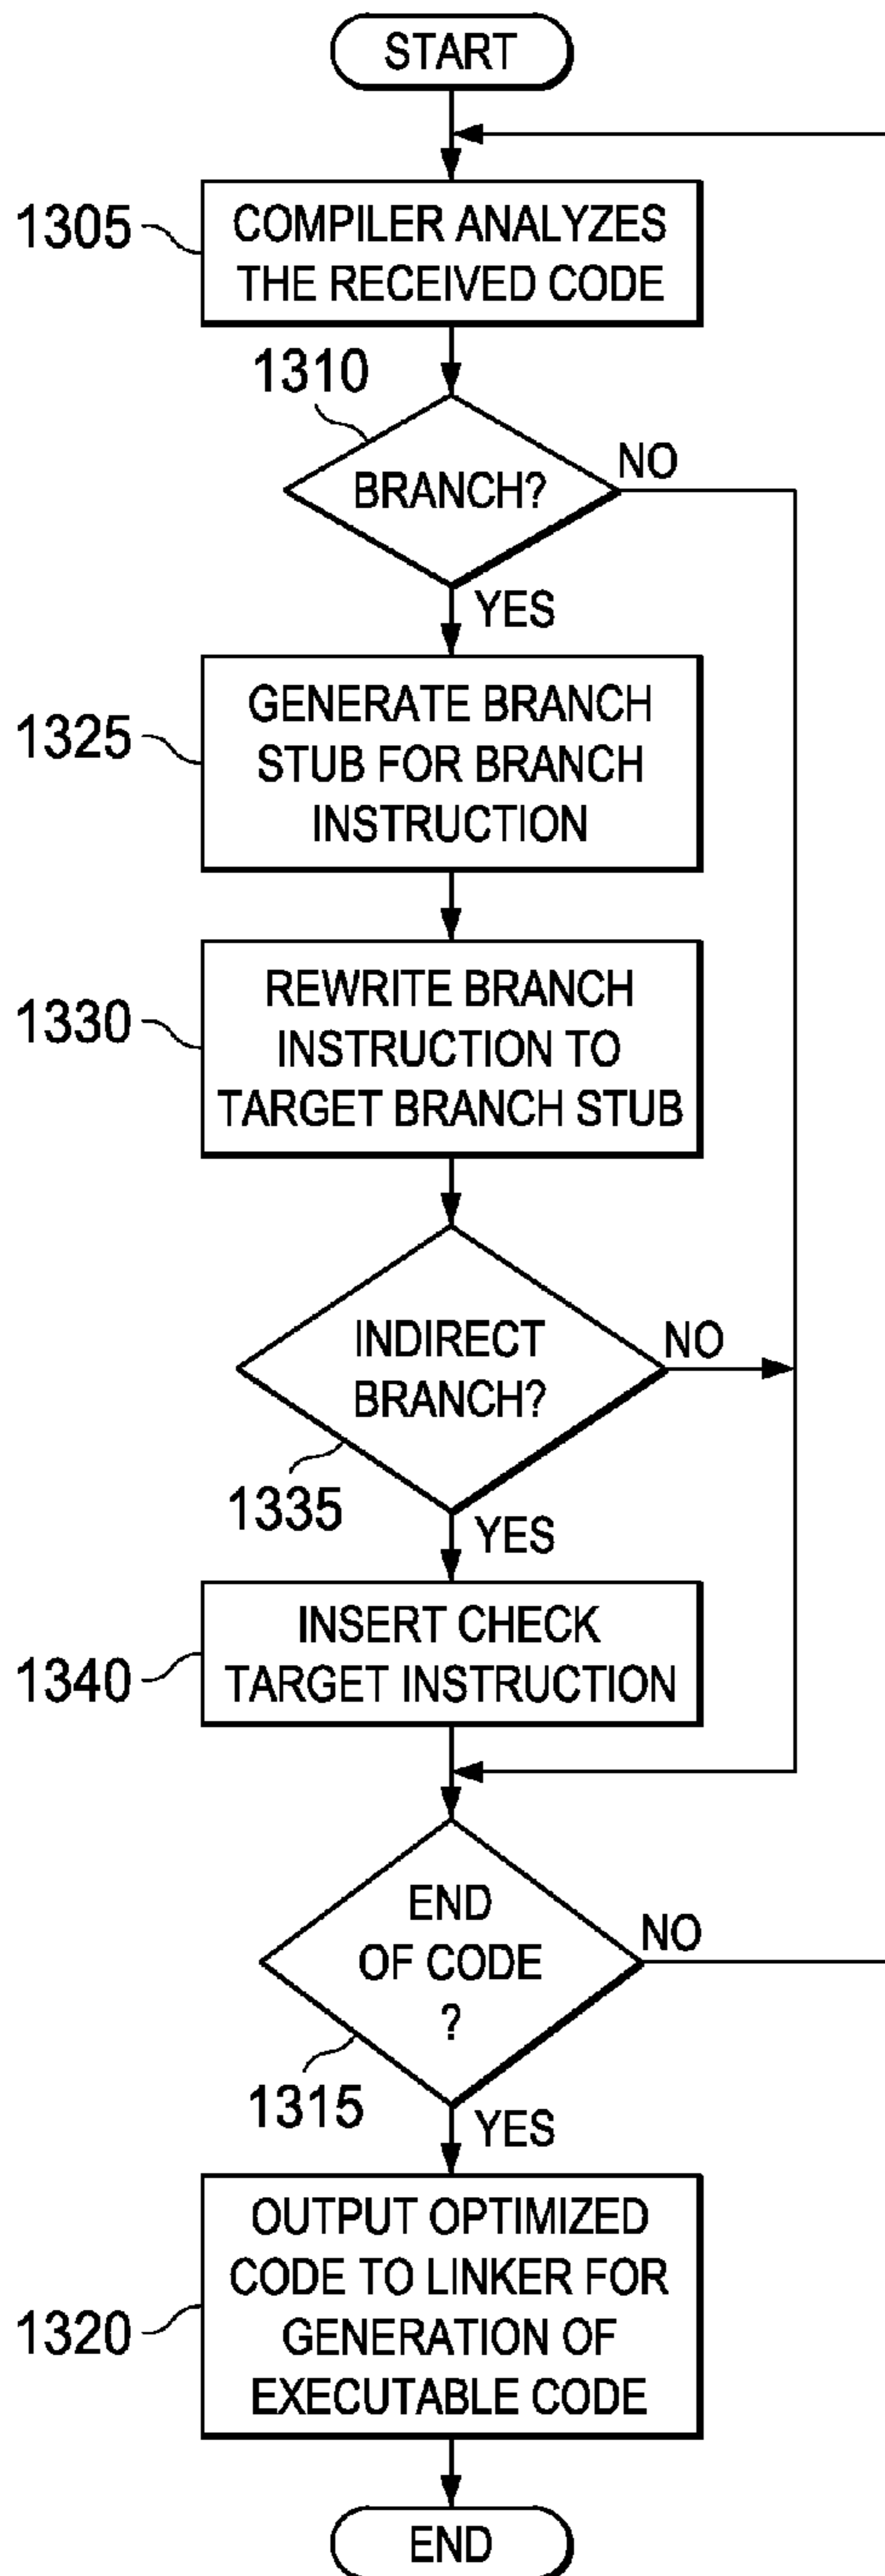 START
1305
COMPILER ANALYZES
THE RECEIVED CODE
1310
BRANCH?
NO
YES
1325
GENERATE BRANCH
STUB FOR BRANCH
INSTRUCTION
1330
REWRITE BRANCH
INSTRUCTION TO
TARGET BRANCH STUB
INDIRECT
BRANCH?
NO
1335
YES
1340
INSERT CHECK
TARGET INSTRUCTION
END
OF CODE
?
NO
1315
YES
1320
OUTPUT OPTIMIZED
CODE TO LINKER FOR
GENERATION OF
EXECUTABLE CODE
END